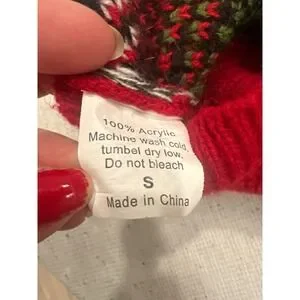 100% Acrylic
Machine wash cold,
tumbel dry low.
Do not bleach
S
Made in China